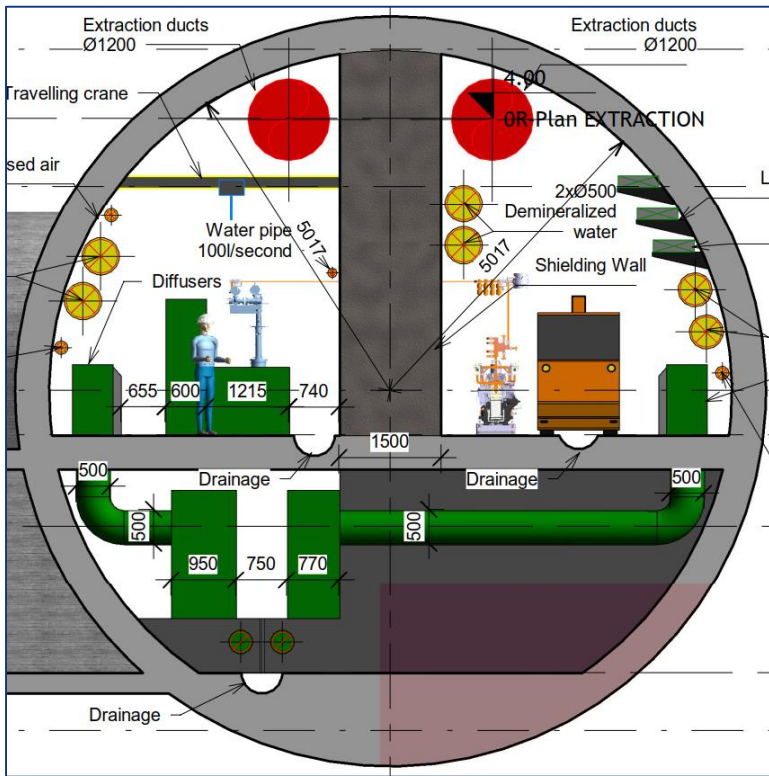 Extraction ducts
Ø1200
Extraction ducts
Ø1200
4.00
0R Plan EXTRACTION
Travelling crane
sed air
L
2xØ500
Demineralized
water
Water pipe
100l/second
5017
5017
Shielding Wall
Diffusers
655
600
1215
740
1500
Drainage
Drainage
500
500
500
500
950
750
770
Drainage